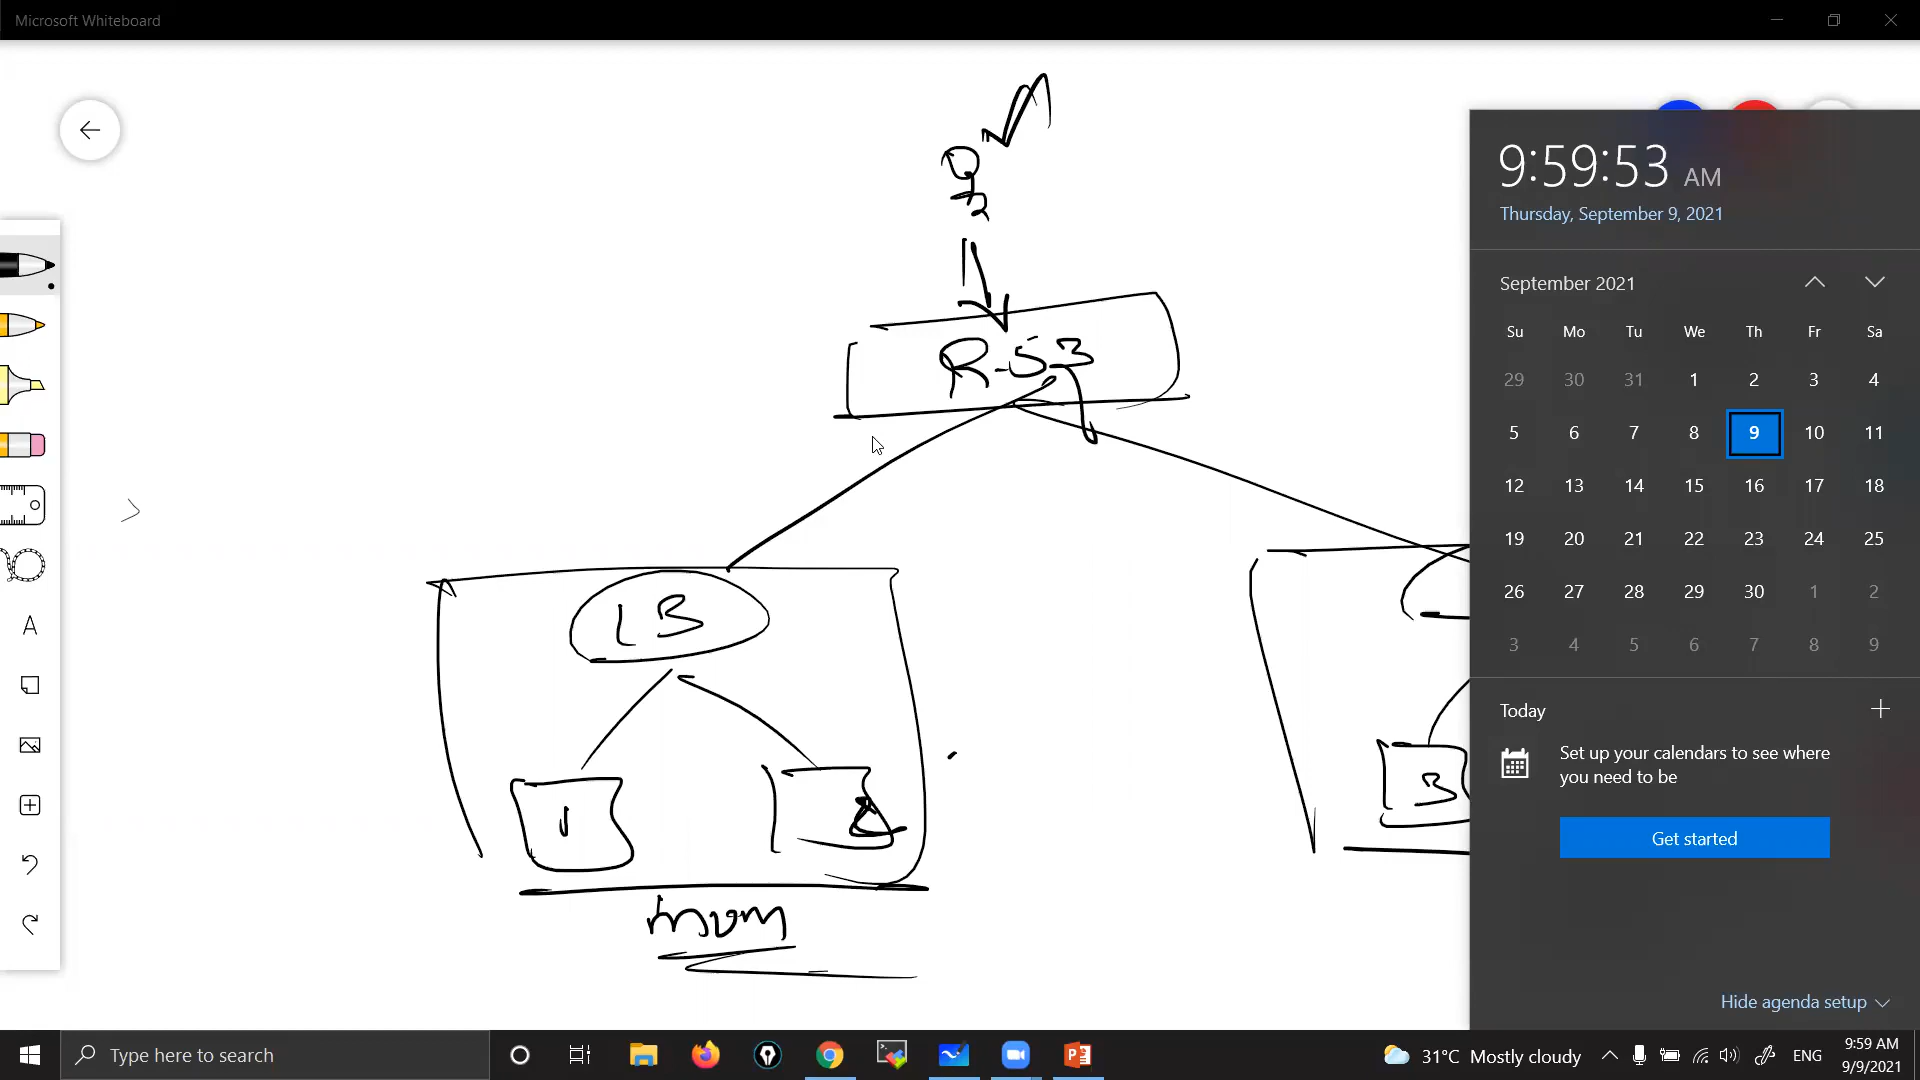 Microsoft Whiteboard
R-53
LB
1
2
3
mum
9:59:53 AM
Thursday, September 9, 2021
September 2021
Su Mo Tu We Th Fr Sa
29 30 31 1 2 3 4
5 6 7 8 9 10 11
12 13 14 15 16 17 18
19 20 21 22 23 24 25
26 27 28 29 30 1 2
3 4 5 6 7 8 9
Today
Set up your calendars to see where
you need to be
Get started
Hide agenda setup
Type here to search
31°C Mostly cloudy
ENG
9:59 AM
9/9/2021